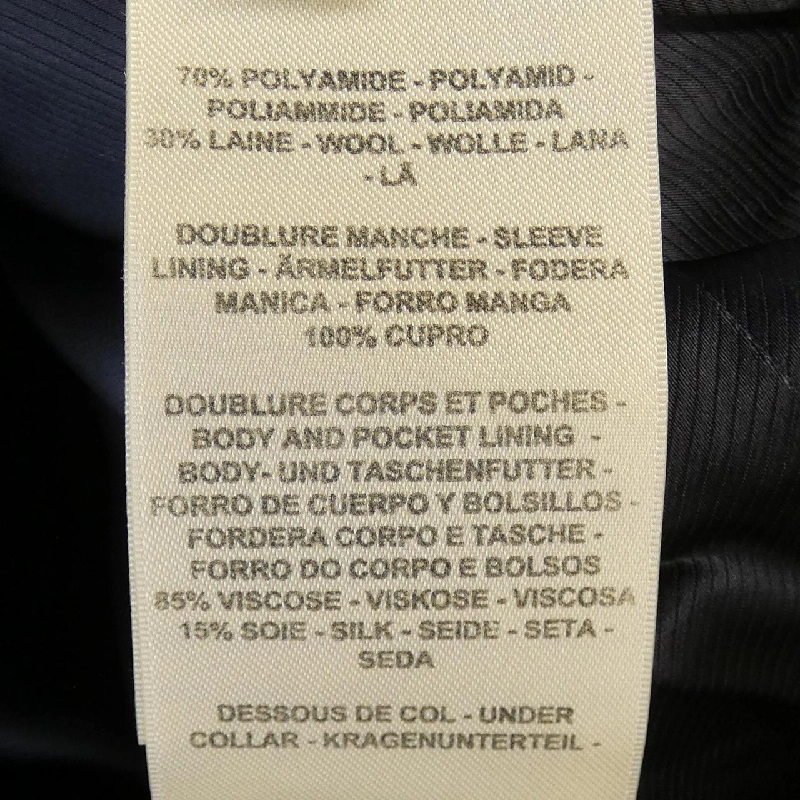 70% POLYAMIDE - POLYAMID -
POLIAMMIDE - POLIAMIDA
30% LAINE - WOOL - WOLLE - LANA
- LÃ
DOUBLURE MANCHE - SLEEVE
LINING - ÄRMELFUTTER - FODERA
MANICA - FORRO MANGA
100% CUPRO
DOUBLURE CORPS ET POCHES -
BODY AND POCKET LINING -
BODY- UND TASCHENFUTTER -
FORRO DE CUERPO Y BOLSILLOS -
FORDERA CORPO E TASCHE -
FORRO DO CORPO E BOLSOS
85% VISCOSE - VISKOSE - VISCOSA
15% SOIE - SILK - SEIDE - SETA -
SEDA
DESSOUS DE COL - UNDER
COLLAR - KRAGENUNTERTEIL -